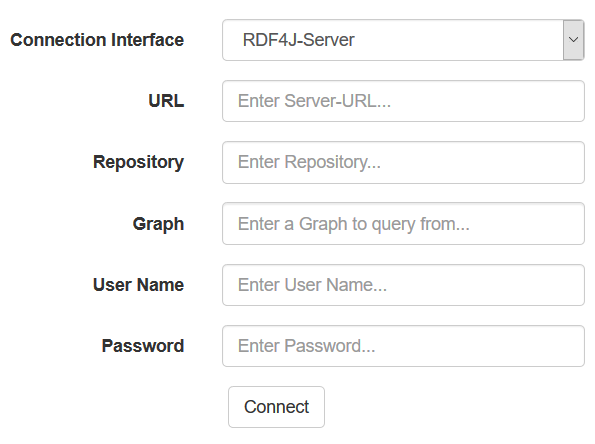 Connection Interface RDF4J-Server
URL Enter Server-URL...
Repository Enter Repository...
Graph Enter a Graph to query from...
User Name Enter User Name...
Password Enter Password...
Connect